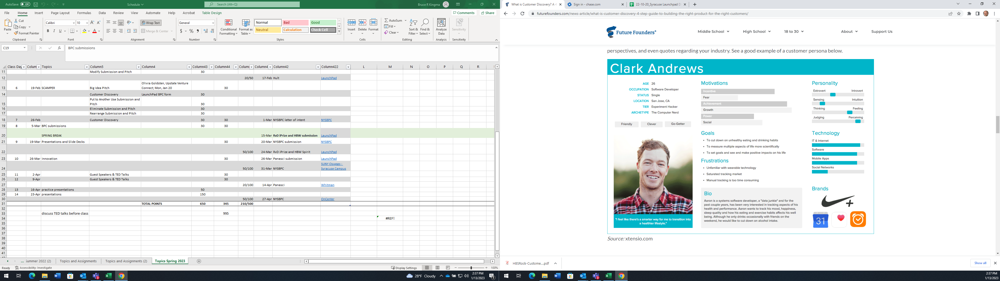 AutoSave Off Schedule Search (Alt+Q) Bruce R Kingma
File Home Insert Page Layout Formulas Data Review View Automate Help Acrobat Table Design Comments Share
Paste Cut Copy Format Painter Clipboard
Calibri 10 B I U Font
Wrap Text Merge & Center Alignment
General $ % Number
Conditional Formatting Format as Table Normal Bad Good Neutral Calculation Check Cell Styles
Insert Delete Format Cells
AutoSum Fill Clear Sort & Filter Find & Select Editing
Analyze Data Analysis Sensitivity Sensitivity
C19 fx BPC submissions
Class Day Colum Topics Column5 Column4 Column43 Column44 Colum Column4 Column42 Column422 L M N O P Q R
11 Modify Submission and Pitch 30
12 20/50 17-Feb Hult LaunchPad
13 6 19-Feb SCAMPER Big Idea Pitch Olivia Goldsten, Upstate Venture Connect; Mon, Jan 20 30
14 Customer Discovery LaunchPad BPC form 30
15 Put to Another Use Submission and Pitch 30
16 Eliminate Submission and Pitch 30
17 Rearrange Submission and Pitch 30
18 7 26-Feb Customer Discovery 30 30 1-Mar NYSBPC letter of intent NYSBPC
19 8 5-Mar BPC submissions 30 30
20 SPRING BREAK 15-Mar RvD iPrize and HBW submission LaunchPad
21 9 19-Mar Presentations and Slide Decks 30 20-Mar NYSBPC submission NYSBPC
22 50/100 24-Mar RvD iPrize and HBW Spirit LaunchPad
23 10 26-Mar Innovation 30 26-Mar Panasci submission LaunchPad
24 50/100 31-Mar NYSBPC SUNY Oswego - Syracuse Campus
25 11 2-Apr Guest Speakers & TED Talks 30
26 12 9-Apr Guest Speakers & TED Talks 30
27 20/100 14-Apr Panasci Whitman
28 13 16-Apr practice presentations 50
29 14 23-Apr presentations 150
30 50/100 27-Apr NYSBPC OnCenter
31 TOTAL POINTS 650 345 210/500
32
33 discuss TED talks before class 995
34 #REF!
35
36
37
38
39
40
41
... Summer 2022 (2) Topics and Assignments Topics and Assignments (2) Topics Spring 2023
Ready Accessibility: Investigate Display Settings 100%
28°F Cloudy 2:37 PM
1/13/2023
What is Customer Discovery? A 4 Sign in - chase.com 22-10-20_Syracuse Launchpad D
futurefounders.com/news-article/what-is-customer-discovery-4-step-guide-to-building-the-right-product-for-the-right-customers/
Future Founders® Middle School High School 18 to 30 About Support Us
perspectives, and even quotes regarding your industry. See a good example of a customer persona below.
Clark Andrews
AGE 26
OCCUPATION Software Developer
STATUS Single
LOCATION San Jose, CA
TIER Experiment Hacker
ARCHETYPE The Computer Nerd
Friendly Clever Go-Getter
"I feel like there's a smarter way for me to transition into
a healthier lifestyle."
Motivations
Incentive
Fear
Achievement
Growth
Power
Social
Goals
• To cut down on unhealthy eating and drinking habits
• To measure multiple aspects of life more scientifically
• To set goals and see and make positive impacts on his life
Frustrations
• Unfamiliar with wearable technology
• Saturated tracking market
• Manual tracking is too time consuming
Bio
Aaron is a systems software developer, a "data junkie" and for the
past couple years, has been very interested in tracking aspects of his
health and performance. Aaron wants to track his mood, happiness,
sleep quality and how his eating and exercise habits affects his well
being. Although he only drinks occasionally with friends on the
weekend, he would like to cut down on alcohol intake.
Personality
Extrovert Introvert
Sensing Intuition
Thinking Feeling
Judging Perceiving
Technology
IT & Internet
Software
Mobile Apps
Social Networks
Brands
31
Source: xtensio.com
HBSRock-Custome....pdf Show all
2:37 PM
1/13/2023